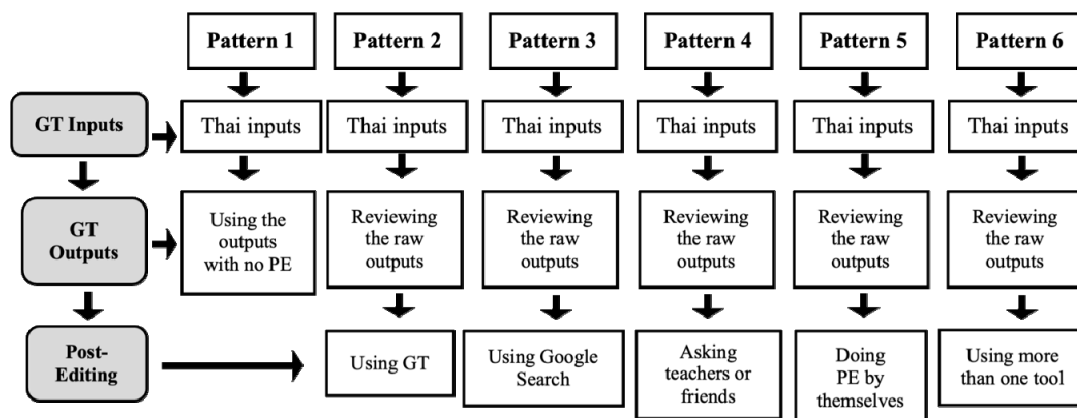 Pattern 1
Pattern 2
Pattern 3
Pattern 4
Pattern 5
Pattern 6
GT Inputs
Thai inputs
Thai inputs
Thai inputs
Thai inputs
Thai inputs
Thai inputs
GT
Outputs
Using the
outputs
with no PE
Reviewing
the raw
outputs
Reviewing
the raw
outputs
Reviewing
the raw
outputs
Reviewing
the raw
outputs
Reviewing
the raw
outputs
Post-
Editing
Using GT
Using Google
Search
Asking
teachers or
friends
Doing
PE by
themselves
Using more
than one tool